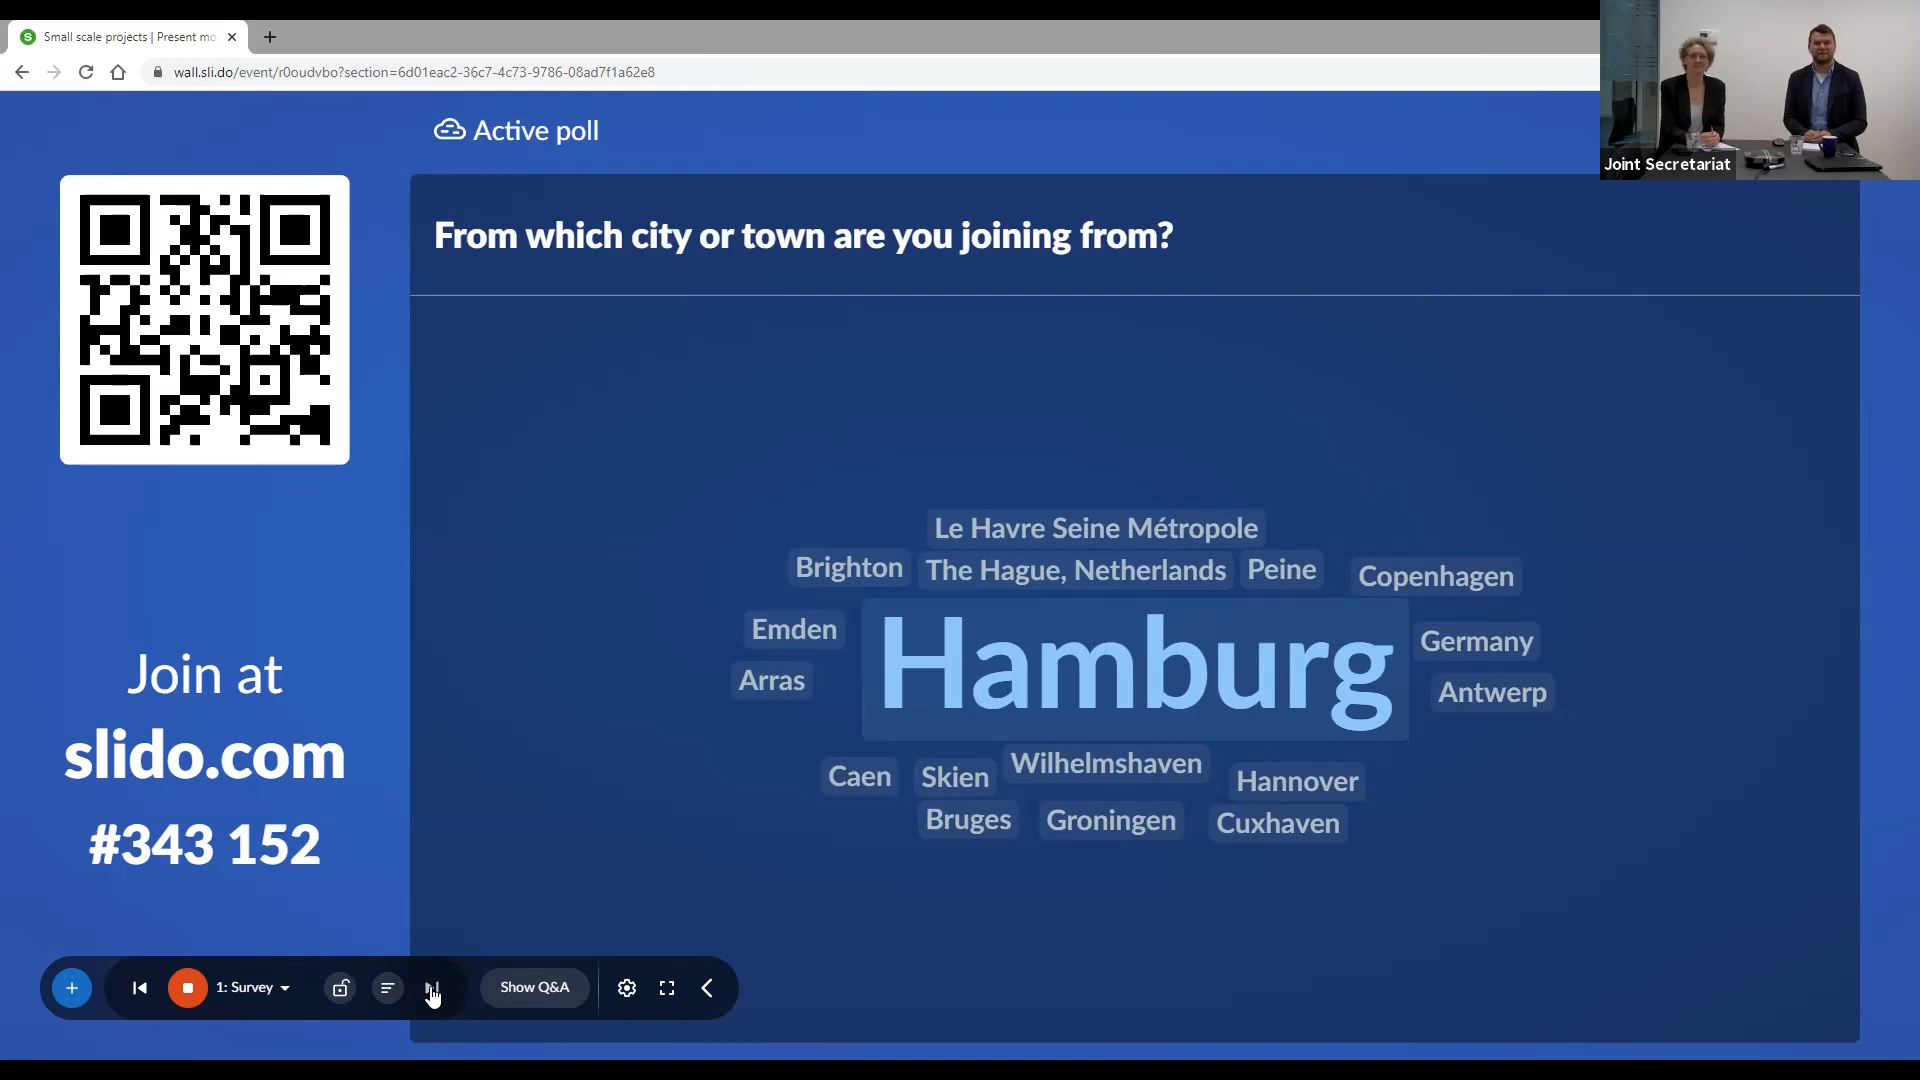 Small scale projects | Present mo
wall.sli.do/event/r0oudvbo?section=6d01eac2-36c7-4c73-9786-08ad7f1a62e8
Joint Secretariat
Active poll
From which city or town are you joining from?
Le Havre Seine Métropole
Brighton
The Hague, Netherlands
Peine
Copenhagen
Emden
Hamburg
Germany
Arras
Antwerp
Caen
Skien
Wilhelmshaven
Hannover
Bruges
Groningen
Cuxhaven
Join at
slido.com
#343 152
1: Survey
Show Q&A